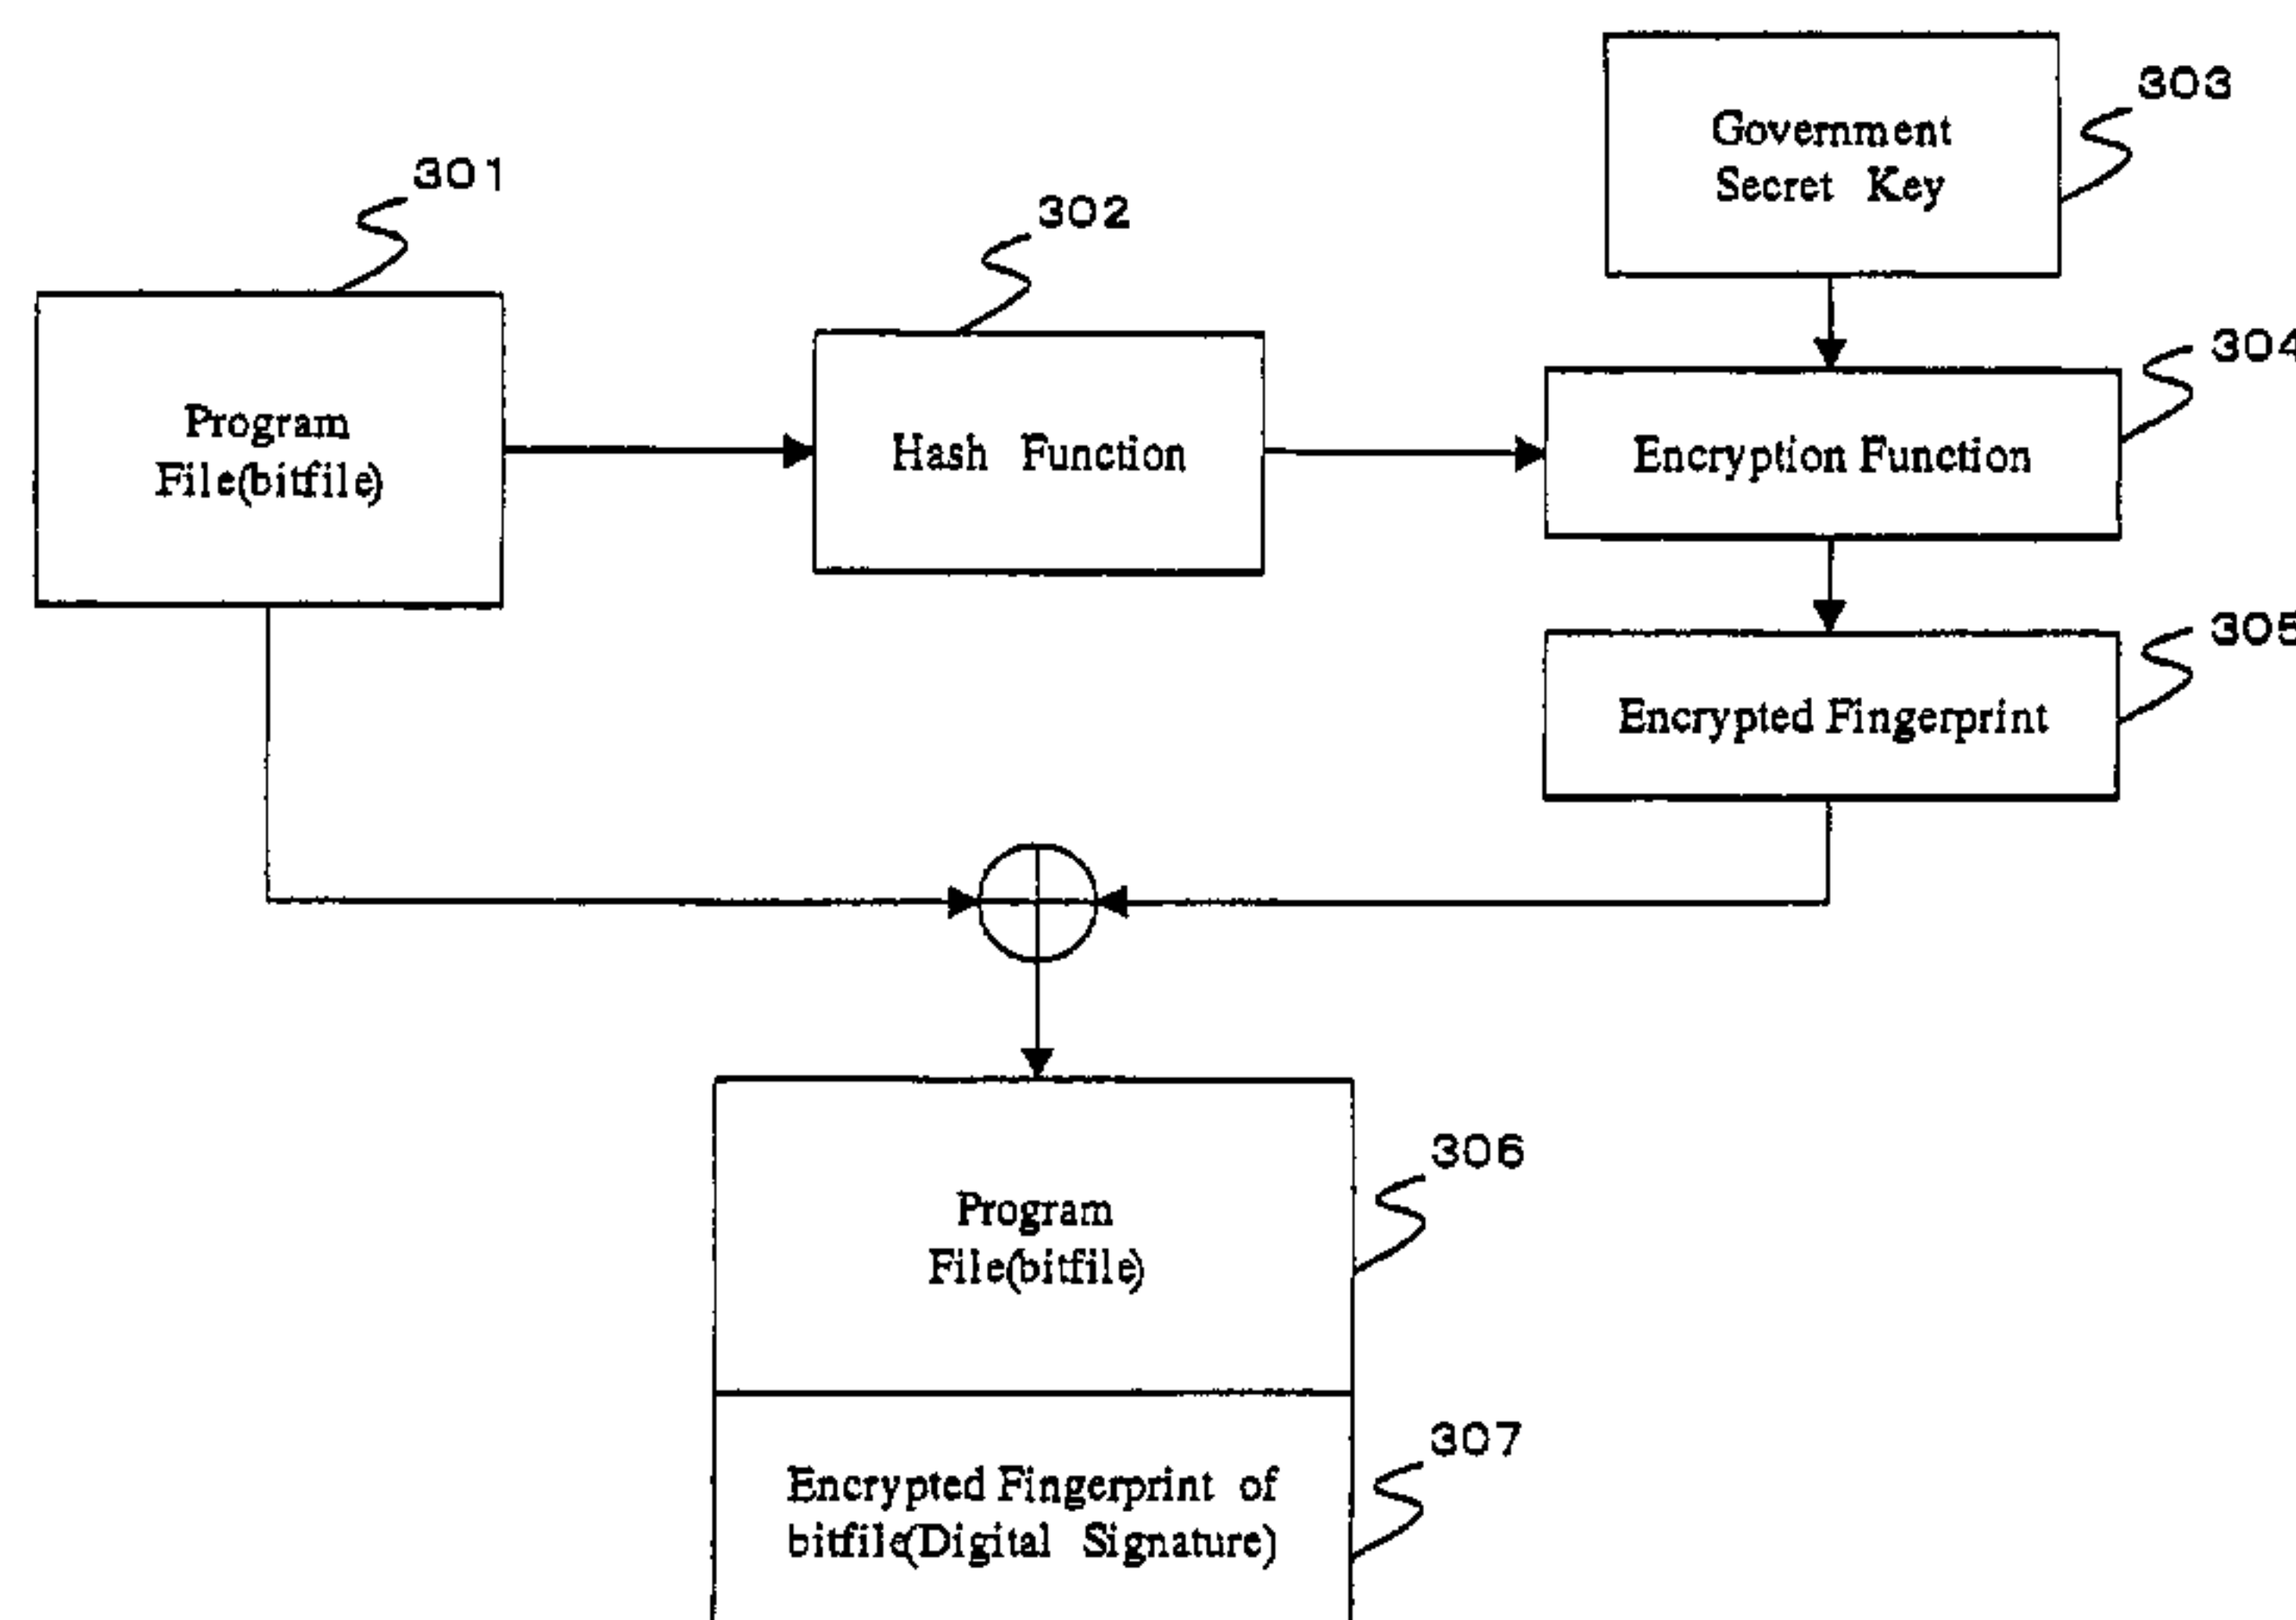 303
Government
Secret Key
301
302
304
Program
File(bitfile)
Hash Function
Encryption Function
305
Encrypted Fingerprint
306
Program
File(bitfile)
307
Encrypted Fingerprint of
bitfile(Digital Signature)